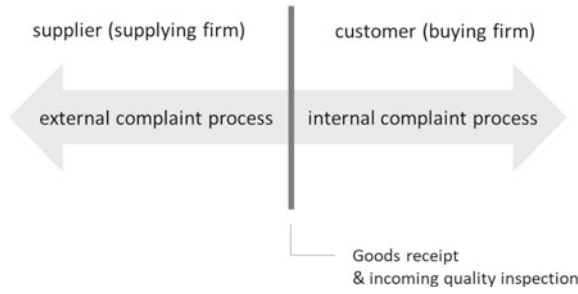 supplier (supplying firm)
customer (buying firm)
external complaint process
internal complaint process
Goods receipt
& incoming quality inspection